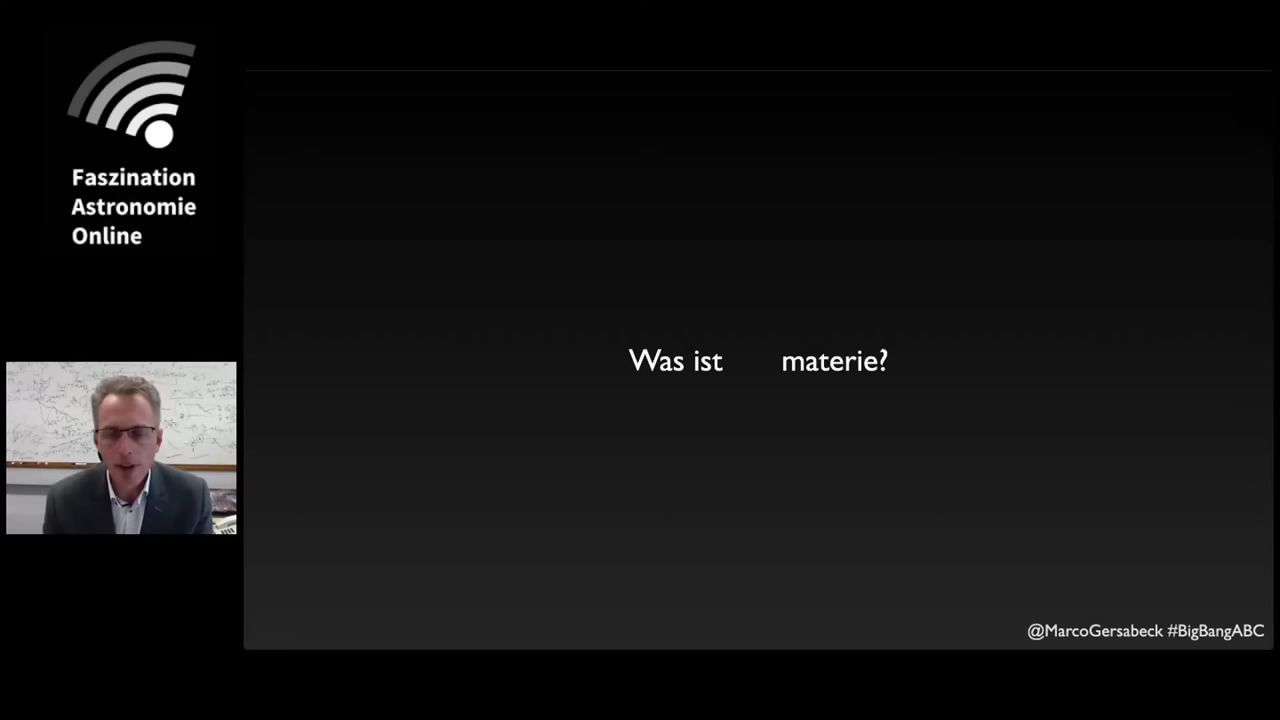 Faszination
Astronomie
Online
Was ist materie?
@MarcoGersabeck #BigBangABC